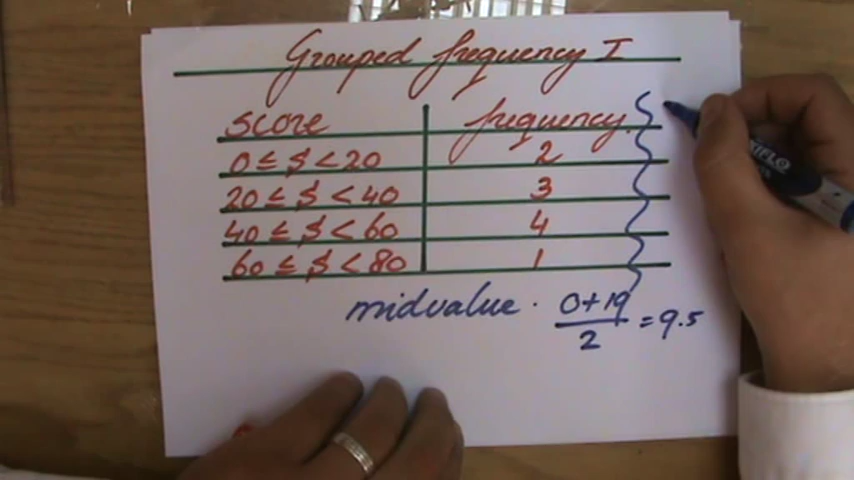 Grouped frequency I
score frequency
0 ≤ s < 20 2
20 ≤ s < 40 3
40 ≤ s < 60 4
60 ≤ s < 80 1
midvalue · 0+19/2 = 9.5